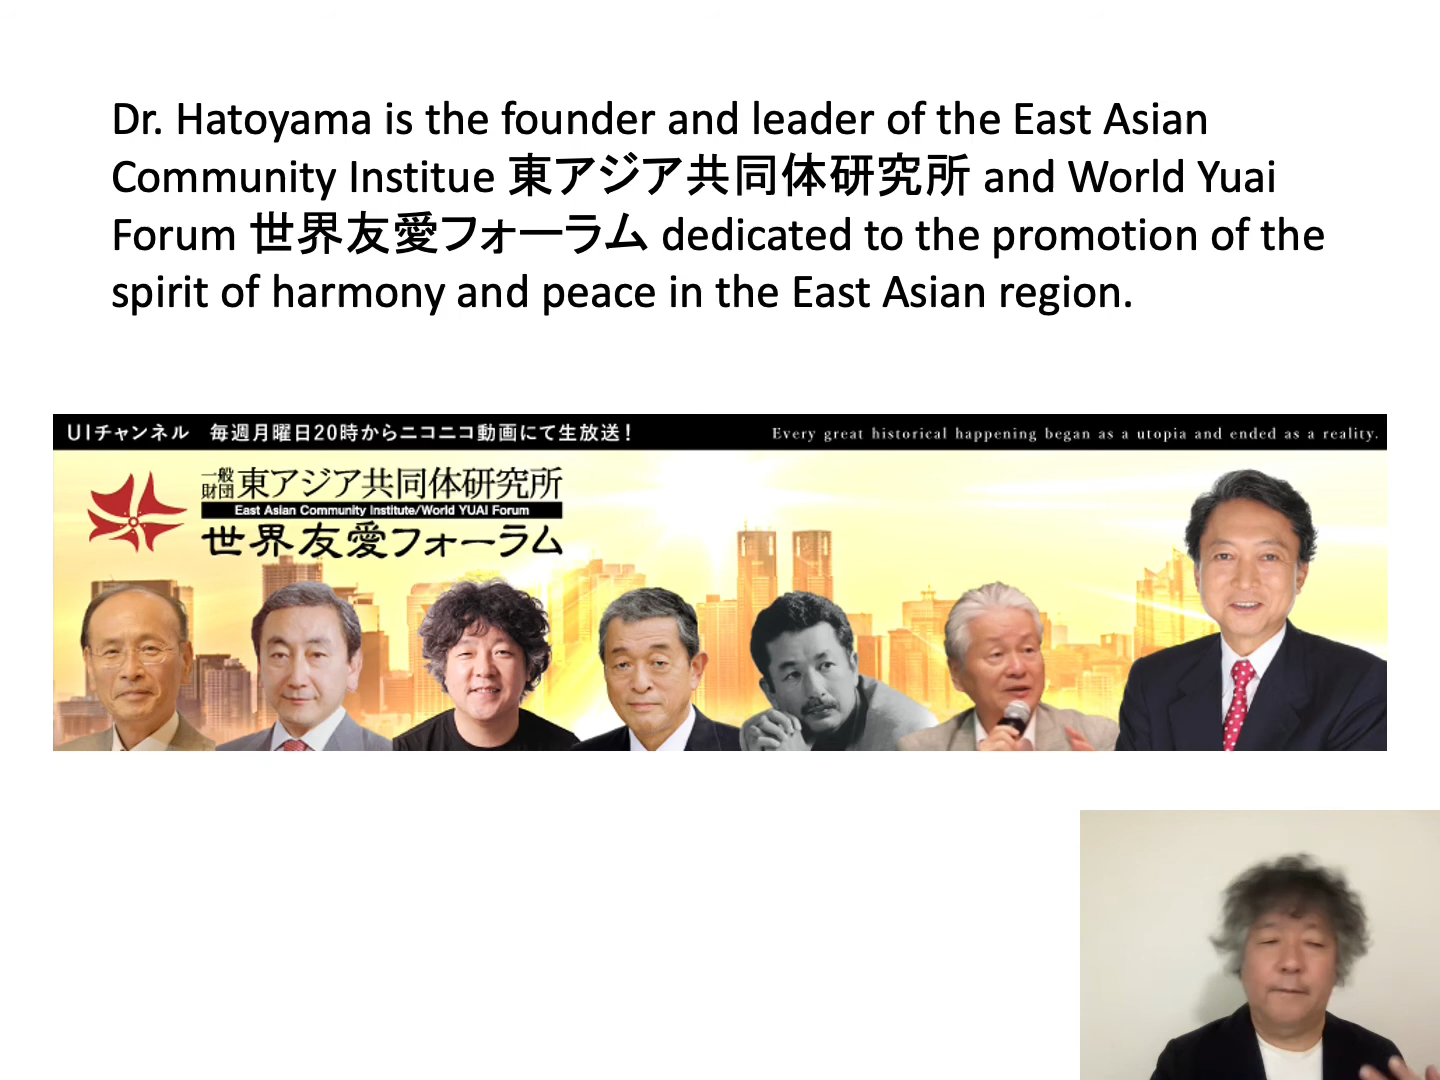 Dr. Hatoyama is the founder and leader of the East Asian
Community Institue 東アジア共同体研究所 and World Yuai
Forum 世界友愛フォーラム dedicated to the promotion of the
spirit of harmony and peace in the East Asian region.
UIチャンネル 毎週月曜日20時からニコニコ動画にて生放送!
Every great historical happening began as a utopia and ended as a reality.
一般財団 東アジア共同体研究所
East Asian Community Institute/World YUAI Forum
世界友愛フォーラム